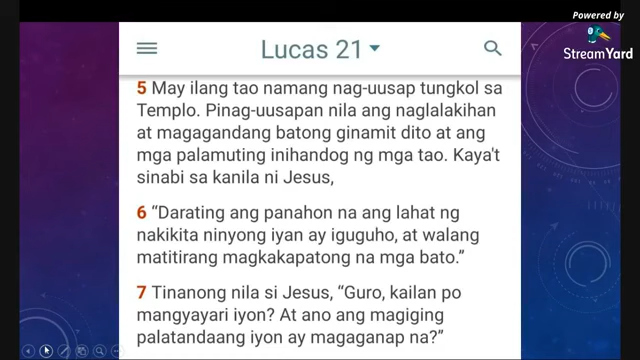 Powered by
StreamYard
Lucas 21
5 May ilang tao namang nag-uusap tungkol sa
Templo. Pinag-uusapan nila ang naglalakihan
at magagandang batong ginamit dito at ang
mga palamuting inihandog ng mga tao. Kaya't
sinabi sa kanila ni Jesus,
6 “Darating ang panahon na ang lahat ng
nakikita ninyong iyan ay iguguho, at walang
matitirang magkakapatong na mga bato.”
7 Tinanong nila si Jesus, “Guro, kailan po
mangyayari iyon? At ano ang magiging
palatandaang iyon ay magaganap na?”